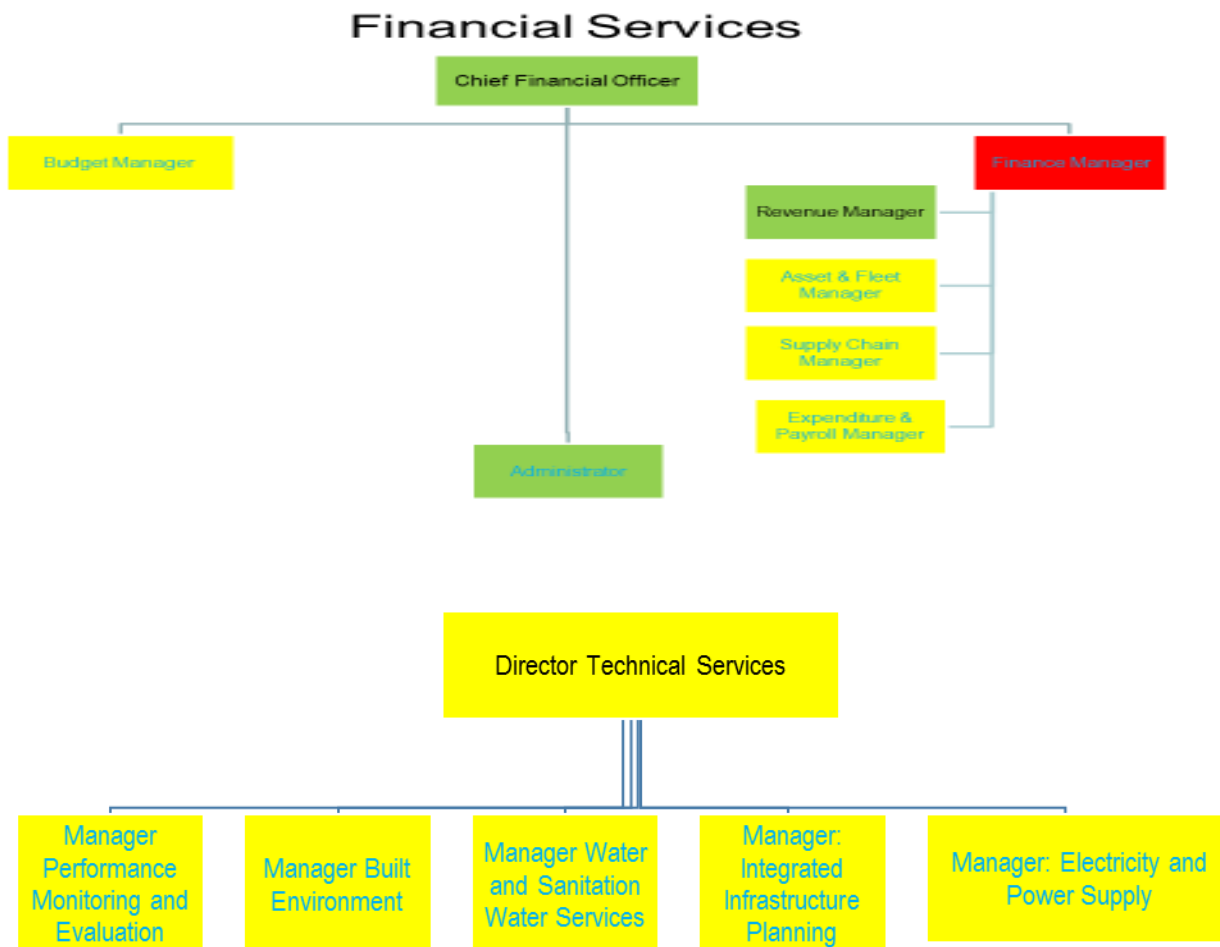 Financial Services
Chief Financial Officer
Budget Manager
Finance Manager
Revenue Manager
Asset & Fleet
Manager
Supply Chain
Manager
Expenditure &
Payroll Manager
Administrator
Director Technical Services
Manager
Performance
Monitoring and
Evaluation
Manager Built
Environment
Manager Water
and Sanitation
Water Services
Manager:
Integrated
Infrastructure
Planning
Manager: Electricity and
Power Supply